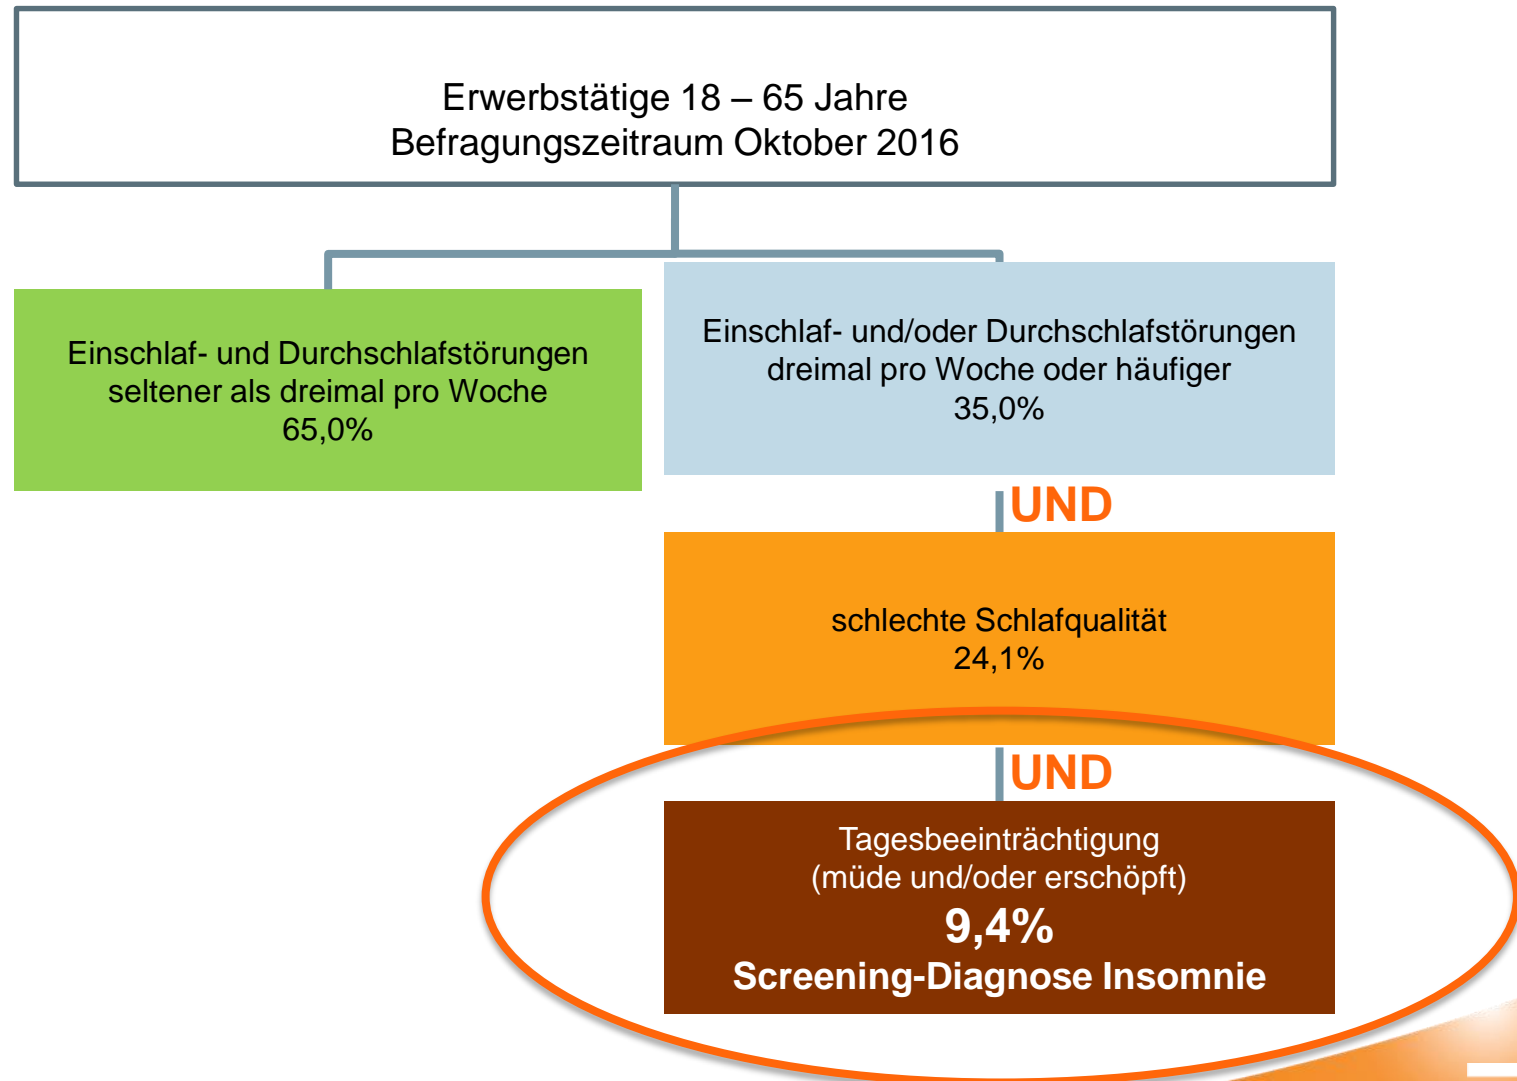 Erwerbstätige 18 – 65 Jahre
Befragungszeitraum Oktober 2016
Einschlaf- und Durchschlafstörungen
seltener als dreimal pro Woche
65,0%
Einschlaf- und/oder Durchschlafstörungen
dreimal pro Woche oder häufiger
35,0%
UND
schlechte Schlafqualität
24,1%
UND
Tagesbeeinträchtigung
(müde und/oder erschöpft)
9,4%
Screening-Diagnose Insomnie